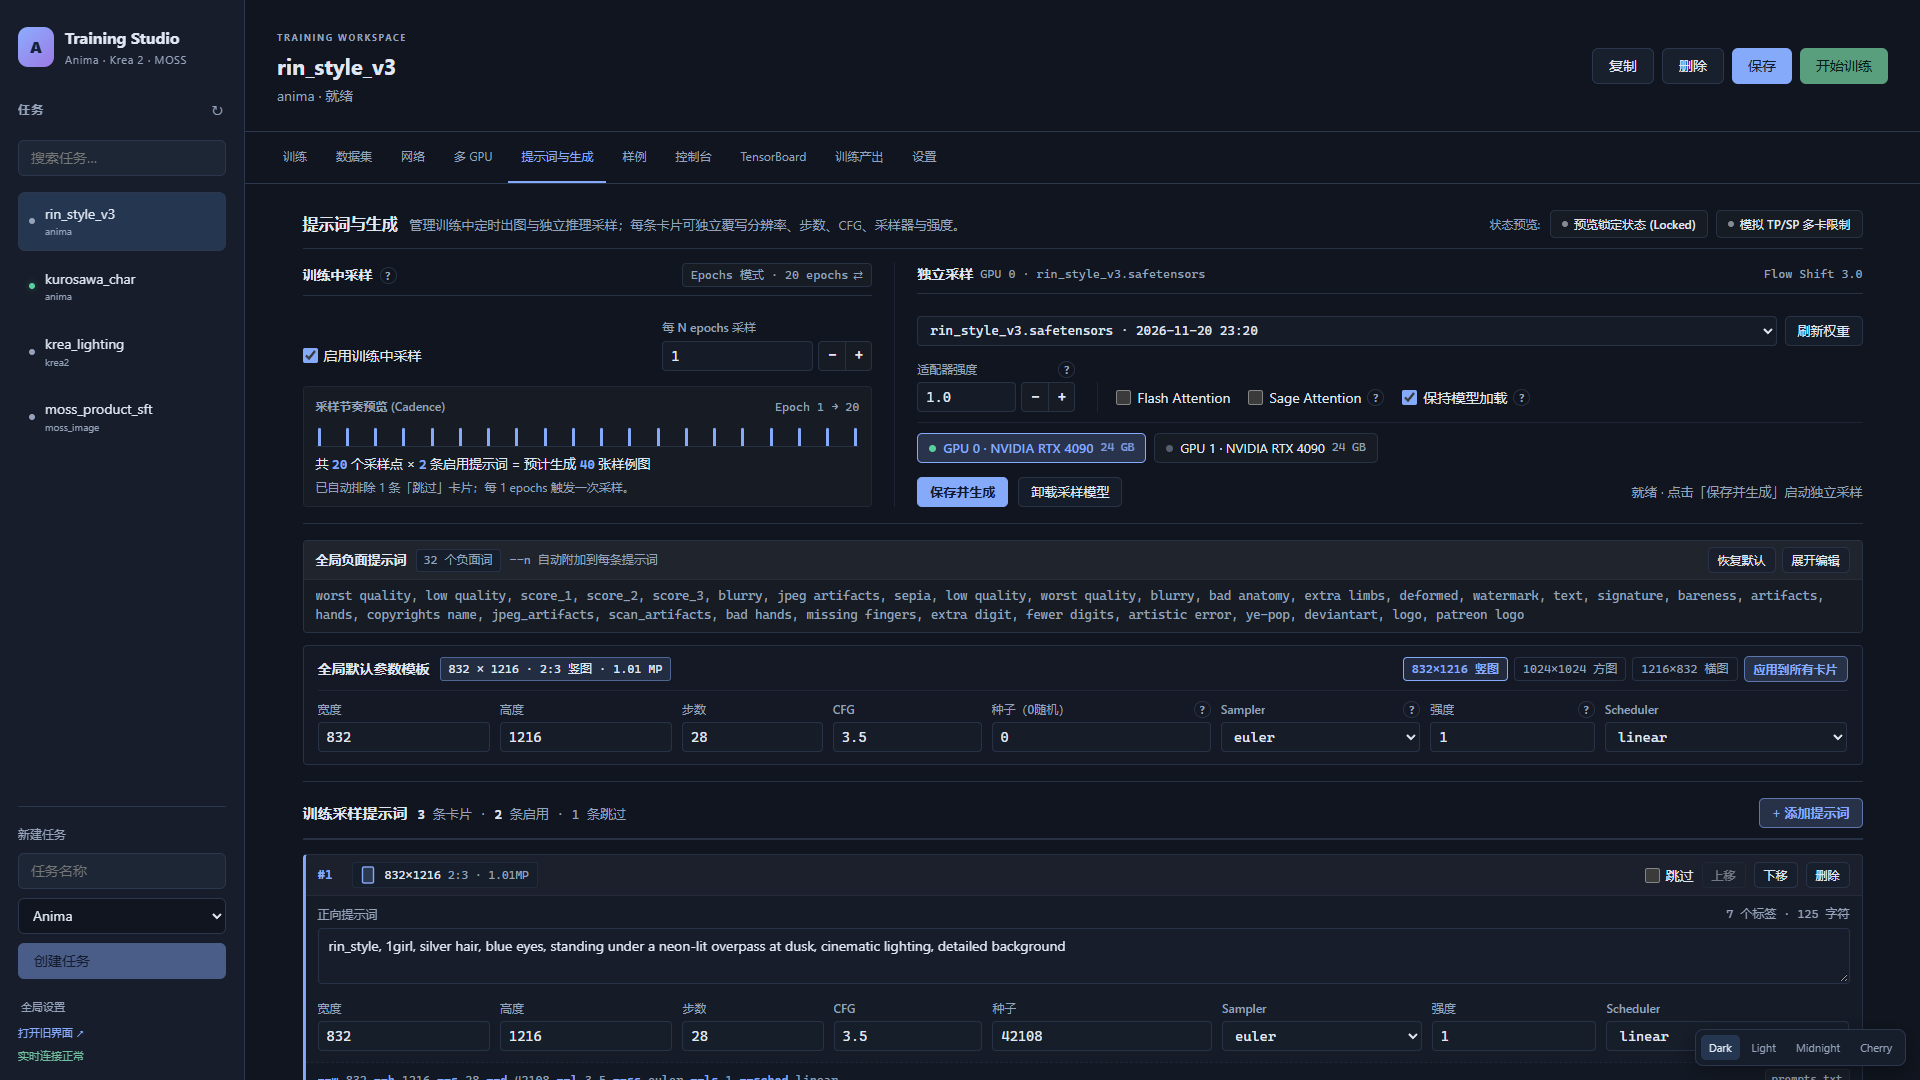 A
Training Studio
Anima · Krea 2 · MOSS
任务
↻
搜索任务...
rin_style_v3
anima
kurosawa_char
anima
krea_lighting
krea2
moss_product_sft
moss_image
新建任务
任务名称
Anima
创建任务
全局设置
打开旧界面 ↗
实时连接正常
TRAINING WORKSPACE
rin_style_v3
anima · 就绪
复制 删除 保存 开始训练
训练 数据集 网络 多 GPU 提示词与生成 样例 控制台 TensorBoard 训练产出 设置
提示词与生成 管理训练中定时出图与独立推理采样；每条卡片可独立覆写分辨率、步数、CFG、采样器与强度。
状态预览: 预览锁定状态 (Locked) 模拟 TP/SP 多卡限制
训练中采样 ? Epochs 模式 · 20 epochs ⇄
每 N epochs 采样
启用训练中采样 1 − +
采样节奏预览 (Cadence) Epoch 1 → 20
共 20 个采样点 × 2 条启用提示词 = 预计生成 40 张样例图
已自动排除 1 条「跳过」卡片；每 1 epochs 触发一次采样。
独立采样 GPU 0 · rin_style_v3.safetensors Flow Shift 3.0
rin_style_v3.safetensors · 2026-11-20 23:20 刷新权重
适配器强度 ?
1.0 − + Flash Attention Sage Attention ? 保持模型加载 ?
GPU 0 · NVIDIA RTX 4090 24 GB GPU 1 · NVIDIA RTX 4090 24 GB
保存并生成 卸载采样模型 就绪 · 点击「保存并生成」启动独立采样
全局负面提示词 32 个负面词 --n 自动附加到每条提示词 恢复默认 展开编辑
worst quality, low quality, score_1, score_2, score_3, blurry, jpeg artifacts, sepia, low quality, worst quality, blurry, bad anatomy, extra limbs, deformed, watermark, text, signature, bareness, artifacts,
hands, copyrights name, jpeg_artifacts, scan_artifacts, bad hands, missing fingers, extra digit, fewer digits, artistic error, ye-pop, deviantart, logo, patreon logo
全局默认参数模板 832 × 1216 · 2:3 竖图 · 1.01 MP 832×1216 竖图 1024×1024 方图 1216×832 横图 应用到所有卡片
宽度 高度 步数 CFG 种子（0随机） ? Sampler ? 强度 ? Scheduler
832 1216 28 3.5 0 euler 1 linear
训练采样提示词 3 条卡片 · 2 条启用 · 1 条跳过 + 添加提示词
#1 832×1216 2:3 · 1.01MP 跳过 上移 下移 删除
正向提示词 7 个标签 · 125 字符
rin_style, 1girl, silver hair, blue eyes, standing under a neon-lit overpass at dusk, cinematic lighting, detailed background
宽度 高度 步数 CFG 种子 Sampler 强度 Scheduler
832 1216 28 3.5 42108 euler 1 linear
Dark Light Midnight Cherry
--w 832 --h 1216 --s 28 --d 42108 --l 3.5 --ss euler --ls 1 --sched linear prompts.txt